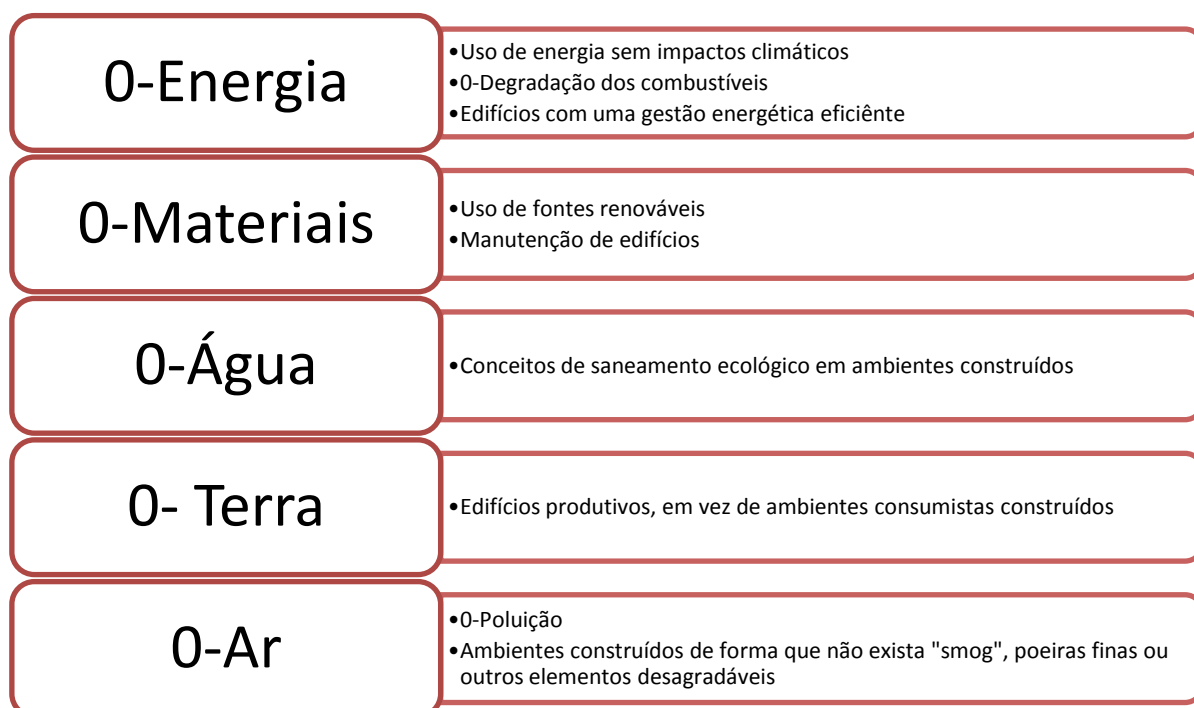 0-Energia
•Uso de energia sem impactos climáticos
•0-Degradação dos combustíveis
•Edifícios com uma gestão energética eficiênte
0-Materiais
•Uso de fontes renováveis
•Manutenção de edifícios
0-Água
•Conceitos de saneamento ecológico em ambientes construídos
0- Terra
•Edifícios produtivos, em vez de ambientes consumistas construídos
0-Ar
•0-Poluição
•Ambientes construídos de forma que não exista "smog", poeiras finas ou
outros elementos desagradáveis